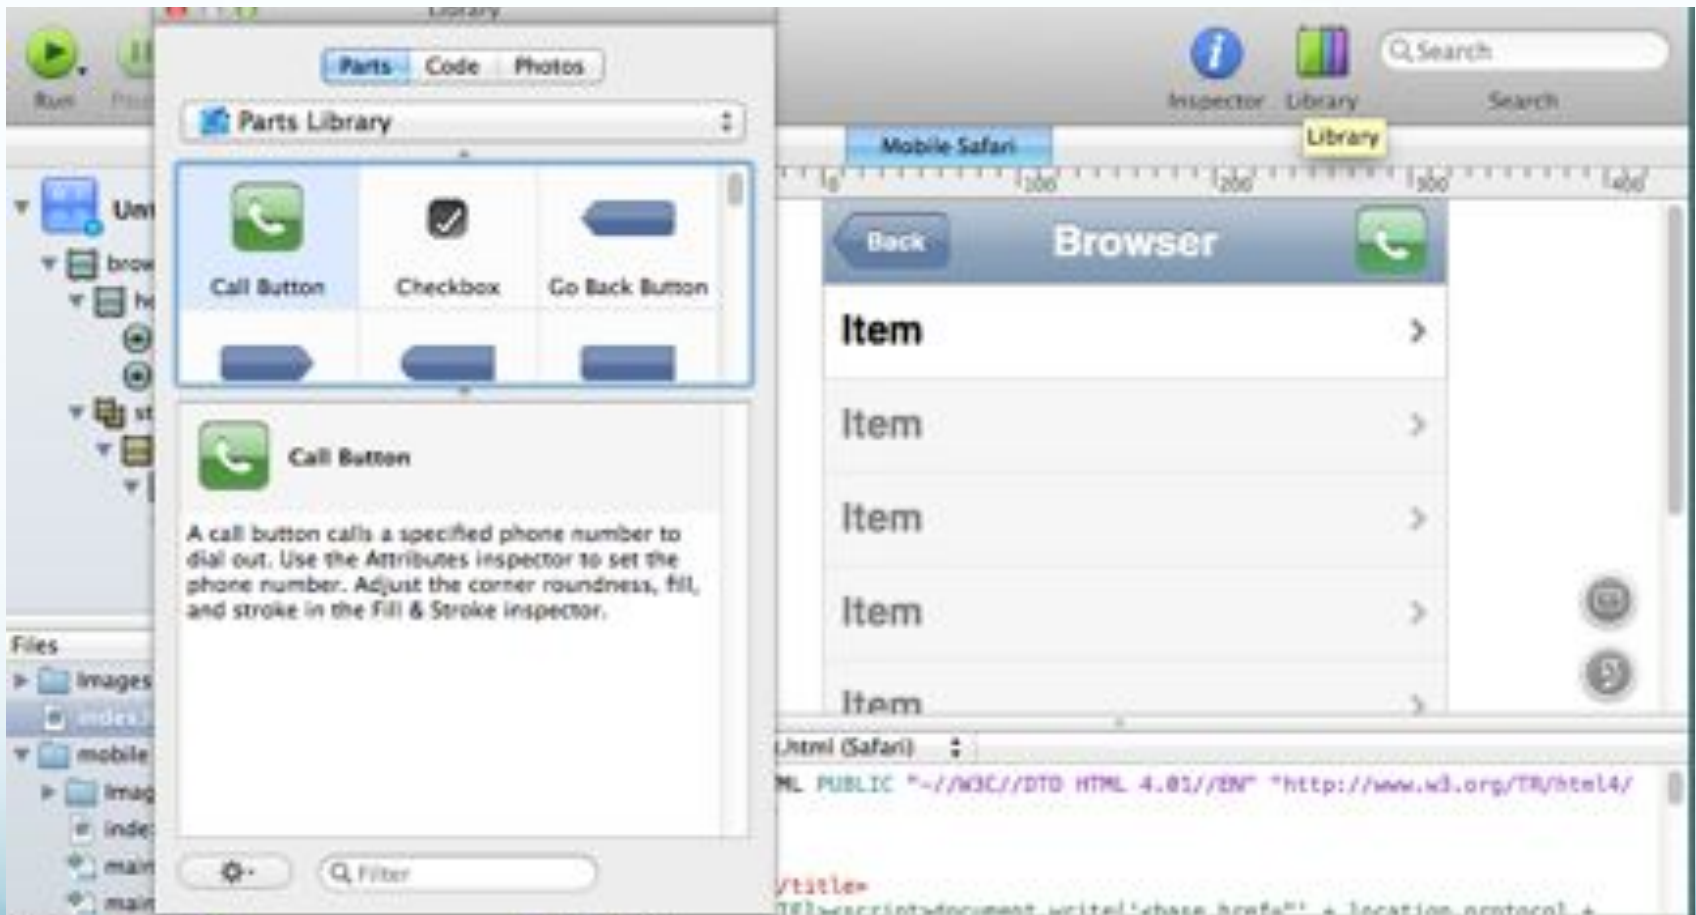 Library
Parts Code Photos
Run
Inspector Library Search
Search
Library
Parts Library
Mobile Safari
0 100 200 300 400
Call Button Checkbox Go Back Button
Call Button
A call button calls a specified phone number to
dial out. Use the Attributes inspector to set the
phone number. Adjust the corner roundness, fill,
and stroke in the Fill & Stroke inspector.
Filter
Back Browser
Item
Item
Item
Item
Item
Files
Images
mobile
.html (Safari)
ML PUBLIC "-//W3C//DTD HTML 4.01//EN" "http://www.w3.org/TR/html4/
/title>